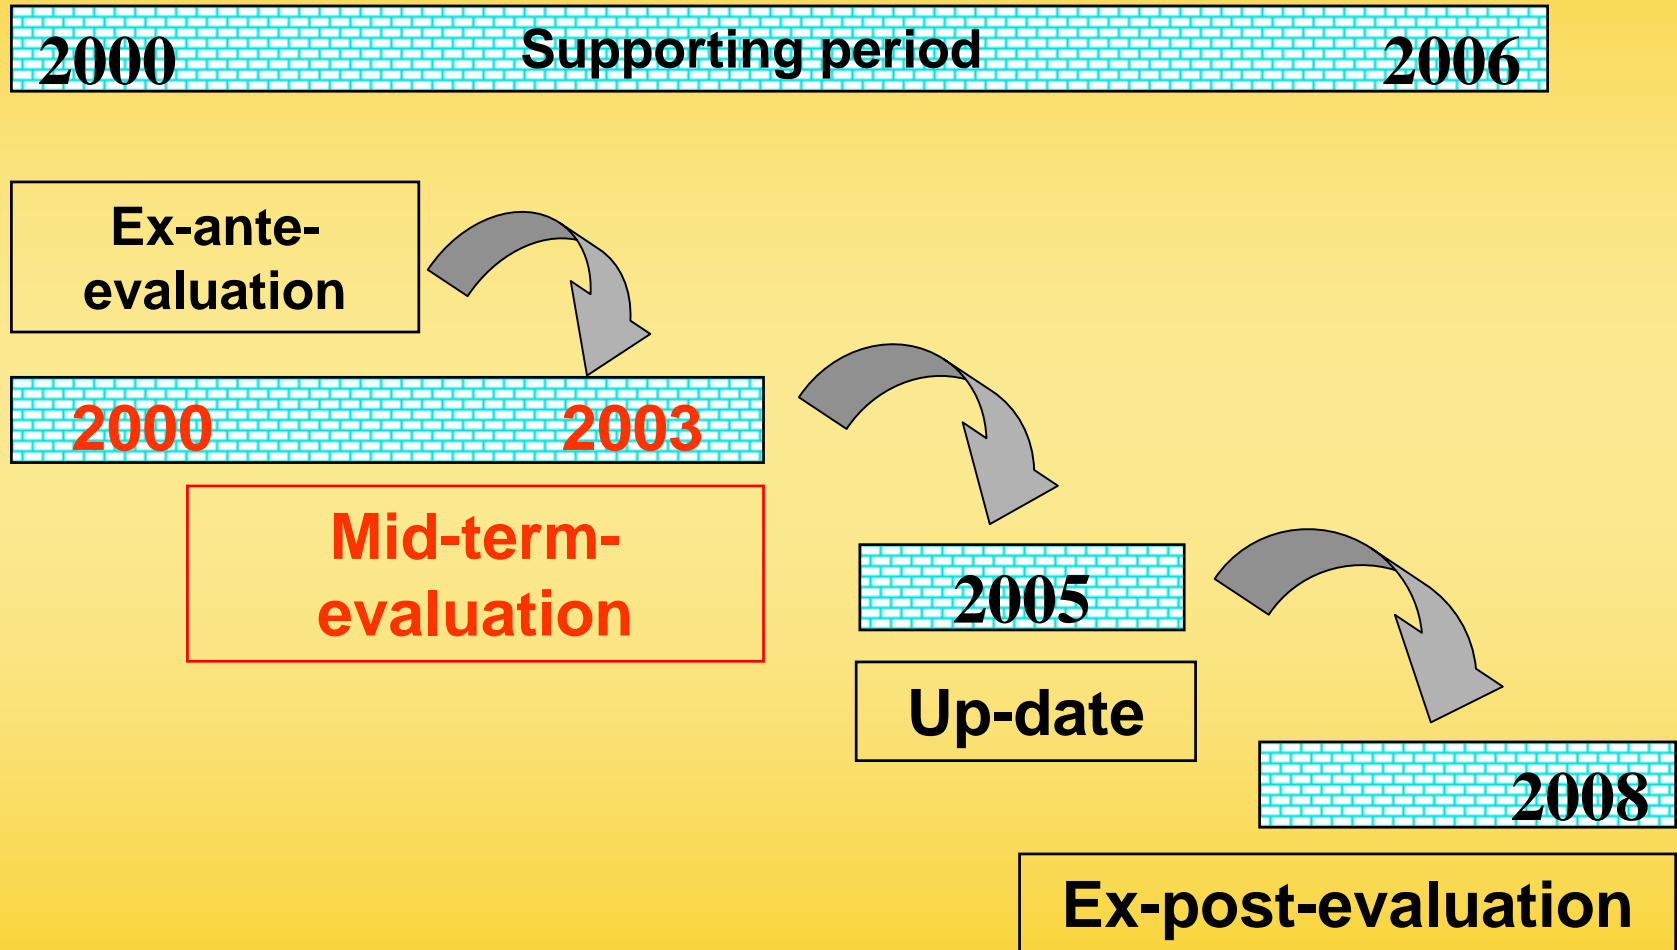 2000 Supporting period 2006
Ex-ante-
evaluation
2000 2003
Mid-term-
evaluation
2005
Up-date
2008
Ex-post-evaluation